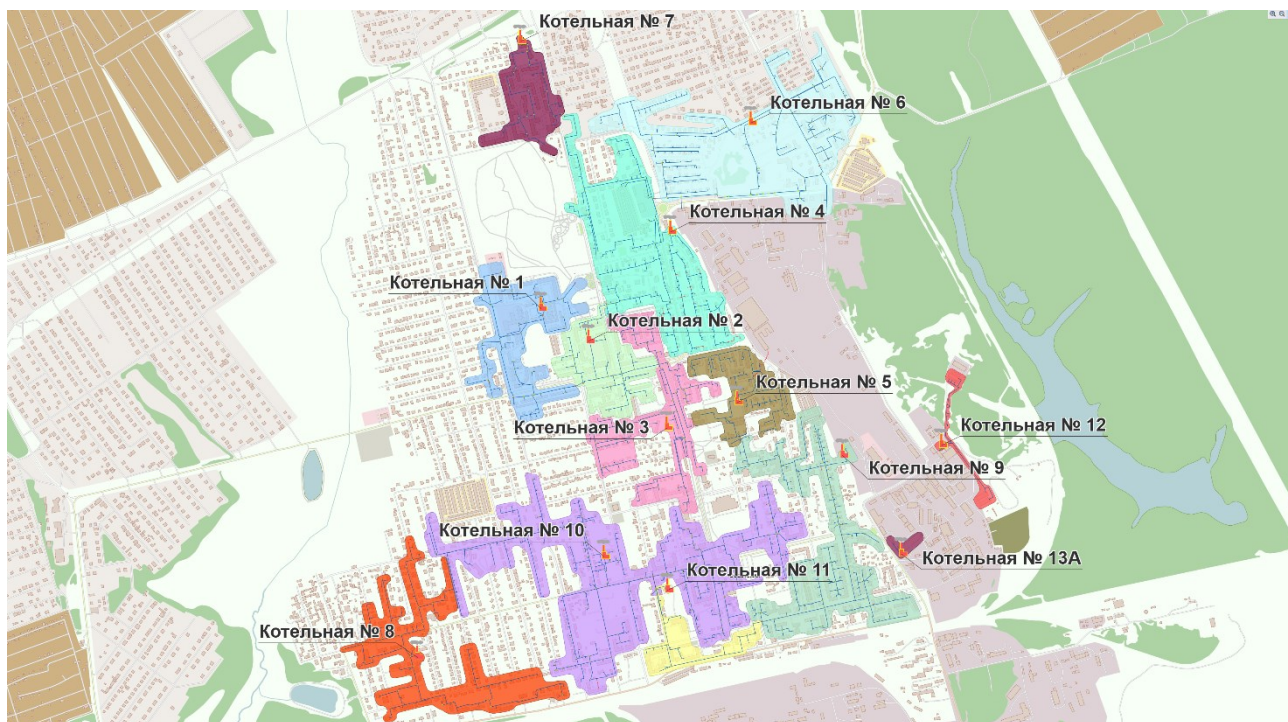 Котельная № 7
Котельная № 6
Котельная № 4
Котельная № 1
Котельная № 2
Котельная № 5
Котельная № 3
Котельная № 12
Котельная № 9
Котельная № 10
Котельная № 13А
Котельная № 11
Котельная № 8